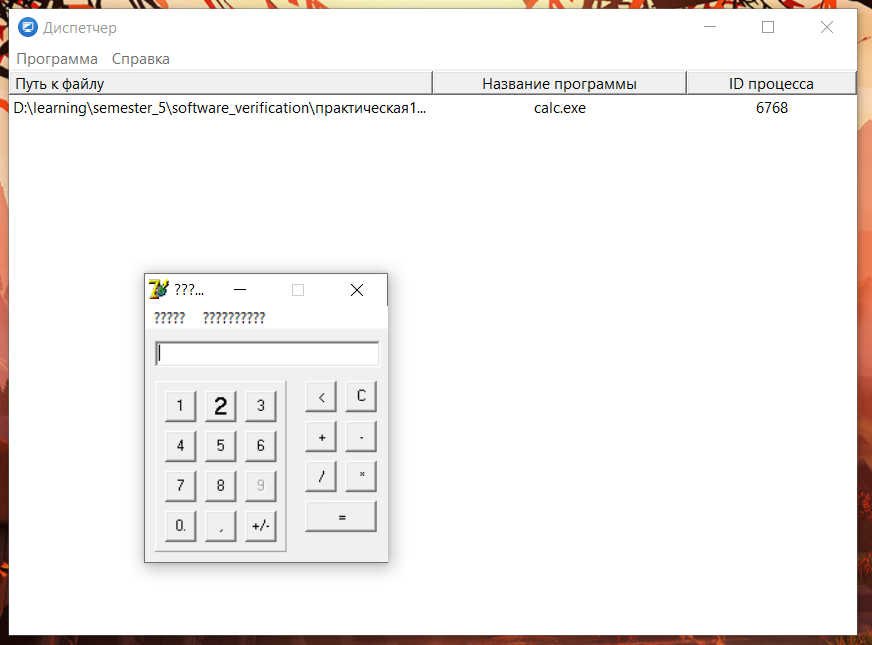 Диспетчер
Программа Справка
Путь к файлу Название программы ID процесса
D:\learning\semester_5\software_verification\практическая1... calc.exe 6768
???...
????? ??????????
1 2 3 < C
4 5 6 + -
7 8 9 / *
0. , +/- =